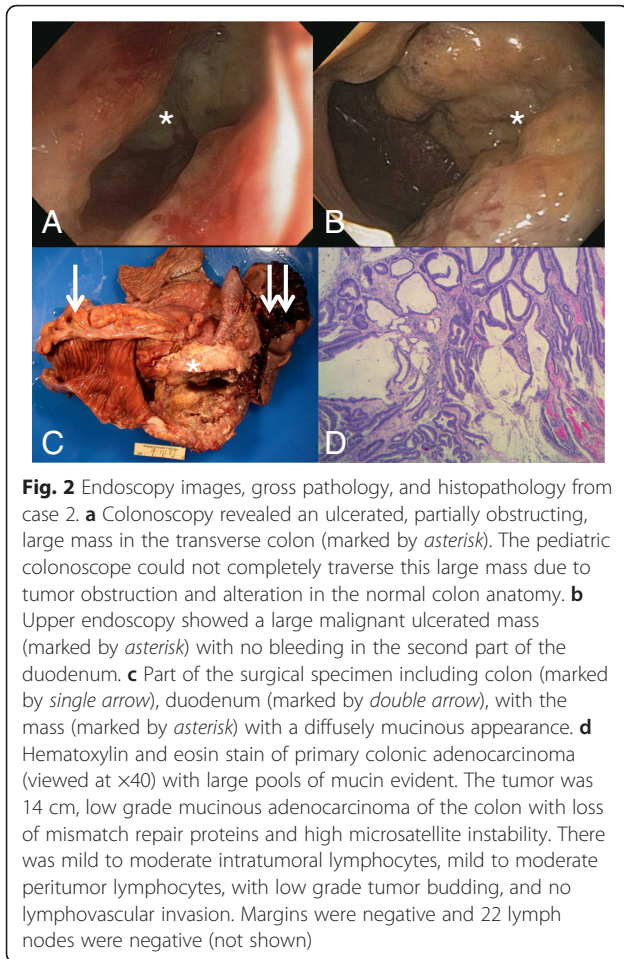 *
A
*
B
*
C
D
Fig. 2 Endoscopy images, gross pathology, and histopathology from
case 2. a Colonoscopy revealed an ulcerated, partially obstructing,
large mass in the transverse colon (marked by asterisk). The pediatric
colonoscope could not completely traverse this large mass due to
tumor obstruction and alteration in the normal colon anatomy. b
Upper endoscopy showed a large malignant ulcerated mass
(marked by asterisk) with no bleeding in the second part of the
duodenum. c Part of the surgical specimen including colon (marked
by single arrow), duodenum (marked by double arrow), with the
mass (marked by asterisk) with a diffusely mucinous appearance. d
Hematoxylin and eosin stain of primary colonic adenocarcinoma
(viewed at ×40) with large pools of mucin evident. The tumor was
14 cm, low grade mucinous adenocarcinoma of the colon with loss
of mismatch repair proteins and high microsatellite instability. There
was mild to moderate intratumoral lymphocytes, mild to moderate
peritumor lymphocytes, with low grade tumor budding, and no
lymphovascular invasion. Margins were negative and 22 lymph
nodes were negative (not shown)